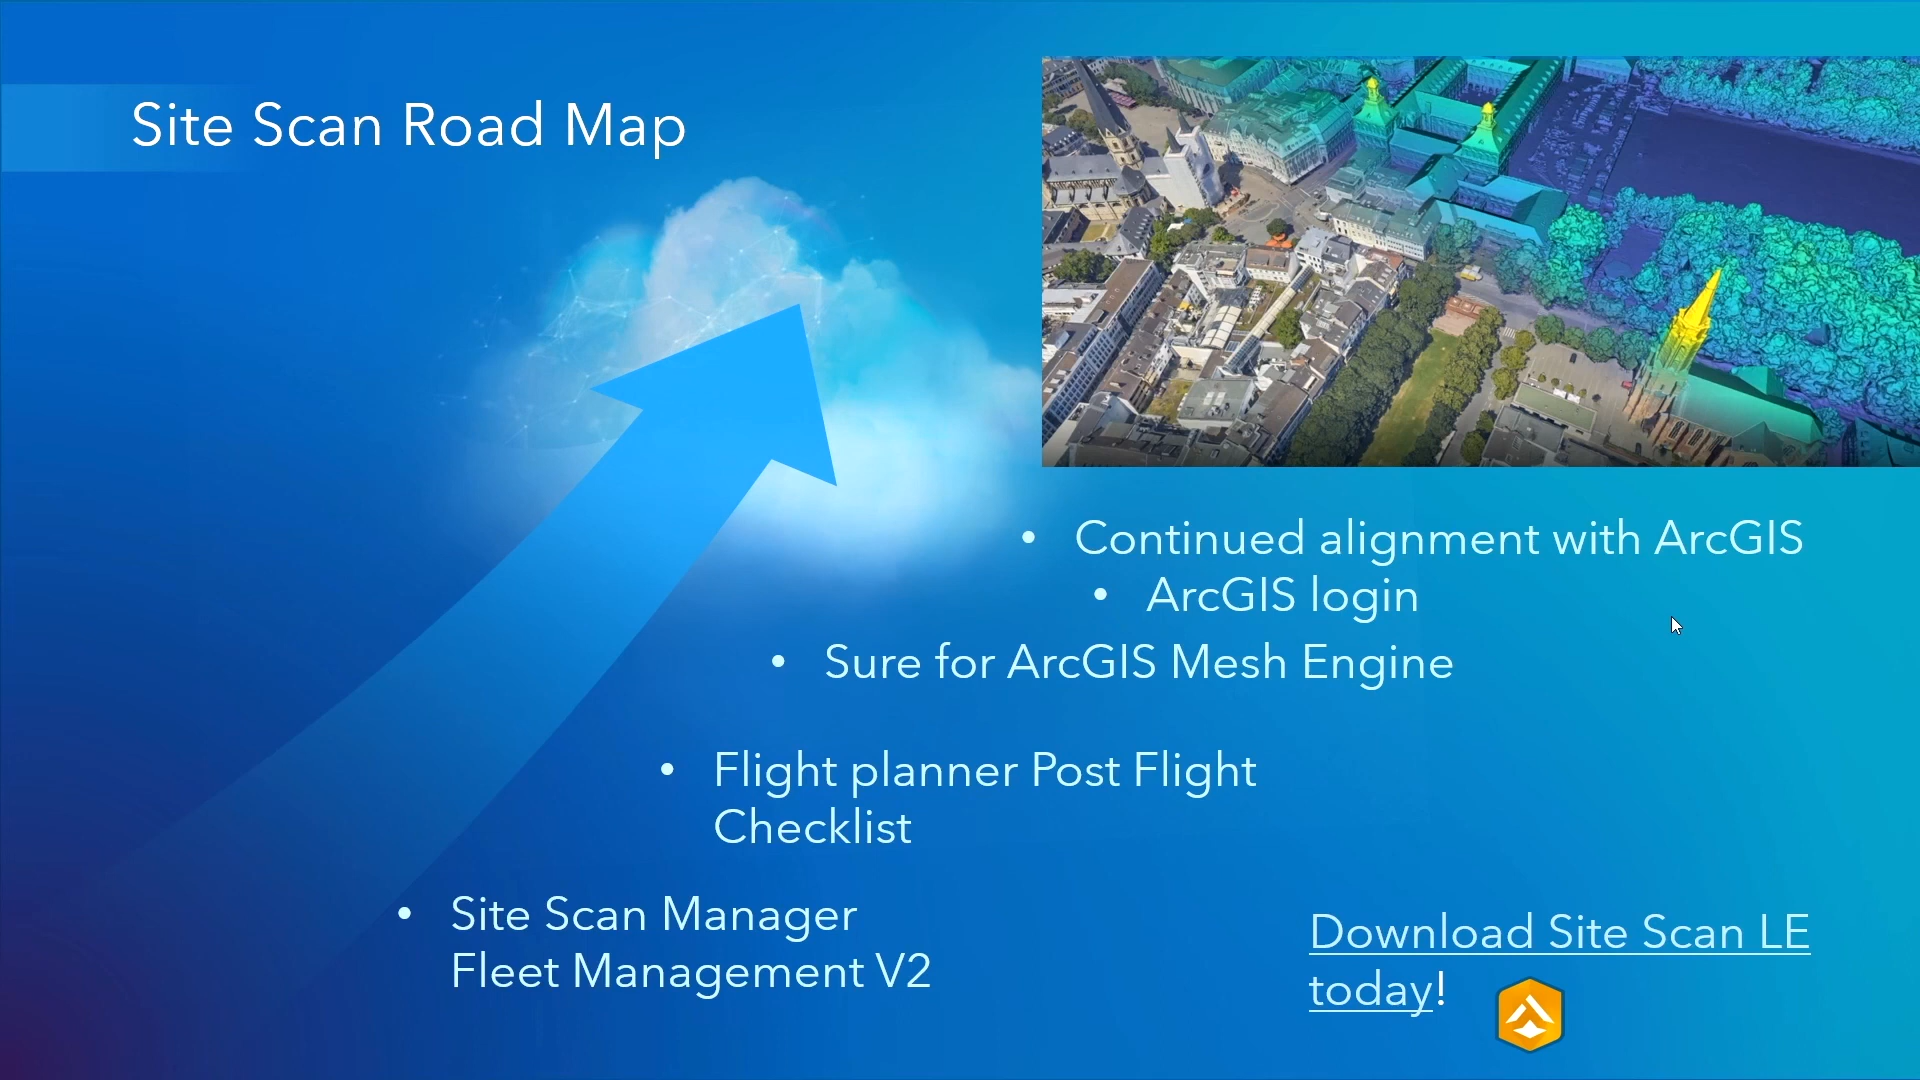 Site Scan Road Map
• Continued alignment with ArcGIS
• ArcGIS login
• Sure for ArcGIS Mesh Engine
• Flight planner Post Flight
Checklist
• Site Scan Manager
Fleet Management V2
Download Site Scan LE
today!